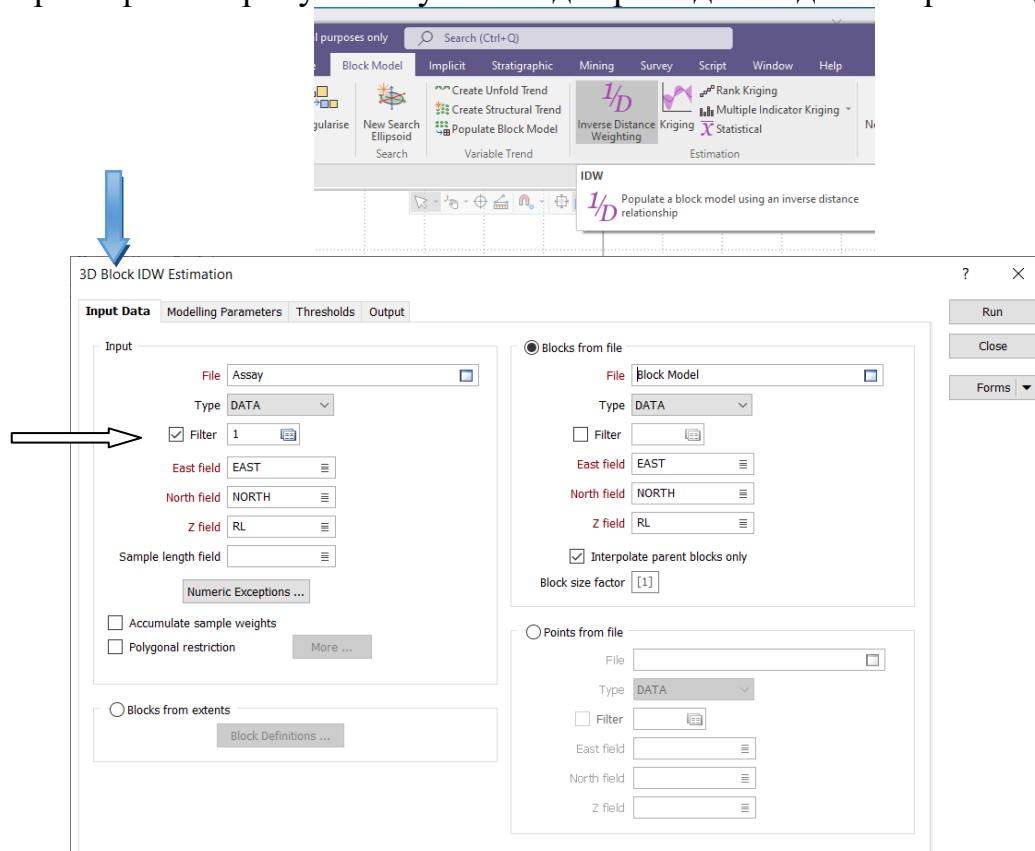 l purposes only Search (Ctrl+Q)
Block Model Implicit Stratigraphic Mining Survey Script Window Help
gularise New Search Ellipsoid
Create Unfold Trend
Create Structural Trend
Populate Block Model
1/D Inverse Distance Weighting
Kriging
Rank Kriging
Multiple Indicator Kriging
X Statistical
Search Variable Trend Estimation
IDW
1/D Populate a block model using an inverse distance
relationship
3D Block IDW Estimation ?
Input Data Modelling Parameters Thresholds Output
Run
Close
Forms
Input
File Assay
Type DATA
Filter 1
East field EAST
North field NORTH
Z field RL
Sample length field
Numeric Exceptions ...
Accumulate sample weights
Polygonal restriction More ...
Blocks from extents
Block Definitions ...
Blocks from file
File Block Model
Type DATA
Filter
East field EAST
North field NORTH
Z field RL
Interpolate parent blocks only
Block size factor [1]
Points from file
File
Type DATA
Filter
East field
North field
Z field